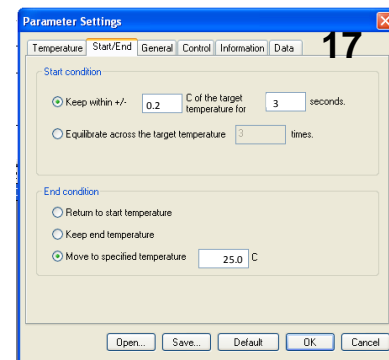 Parameter Settings
17
Temperature Start/End General Control Information Data
Start condition
Keep within +/- 0.2 C of the target temperature for 3 seconds.
Equilibrate across the target temperature 3 times.
End condition
Return to start temperature
Keep end temperature
Move to specified temperature 25.0 C
Open... Save... Default OK Cancel